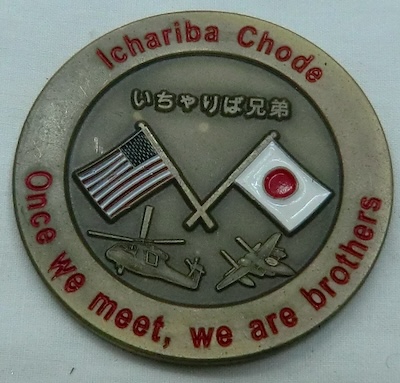 Ichariba Chode
いちゃりば兄弟
Once we meet, we are brothers